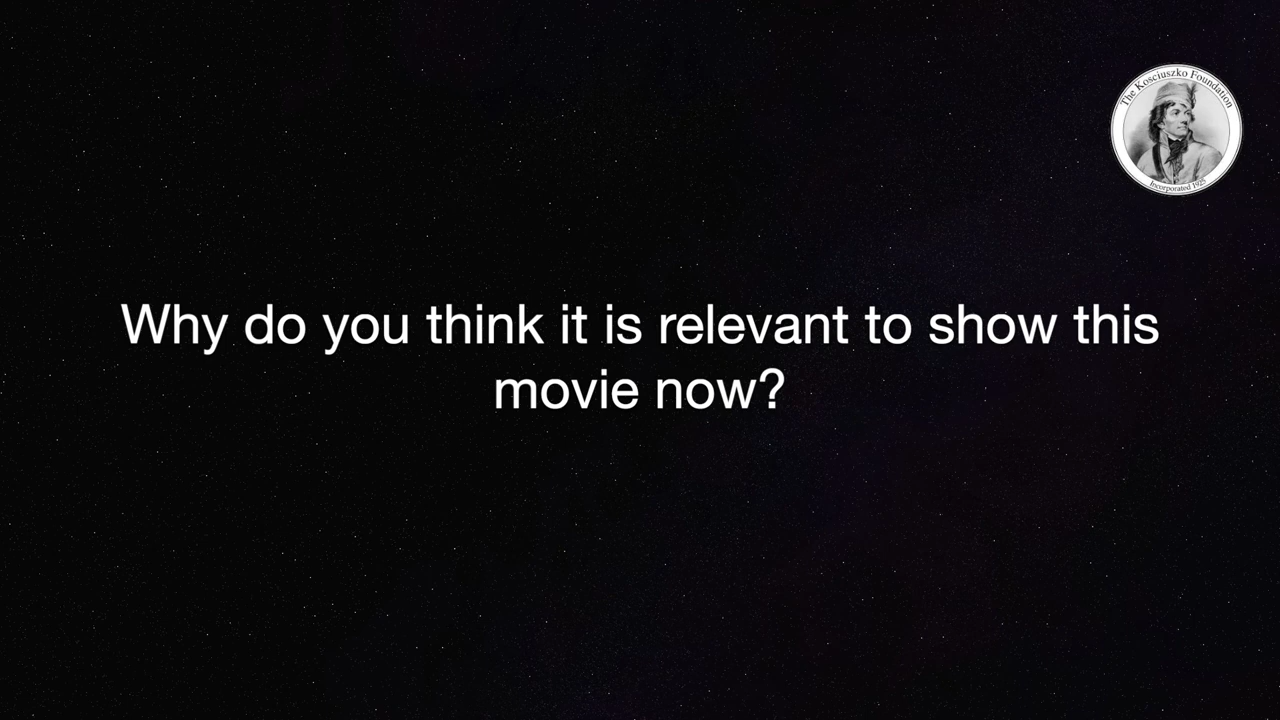 The Kosciuszko Foundation
Incorporated 1925
Why do you think it is relevant to show this
movie now?